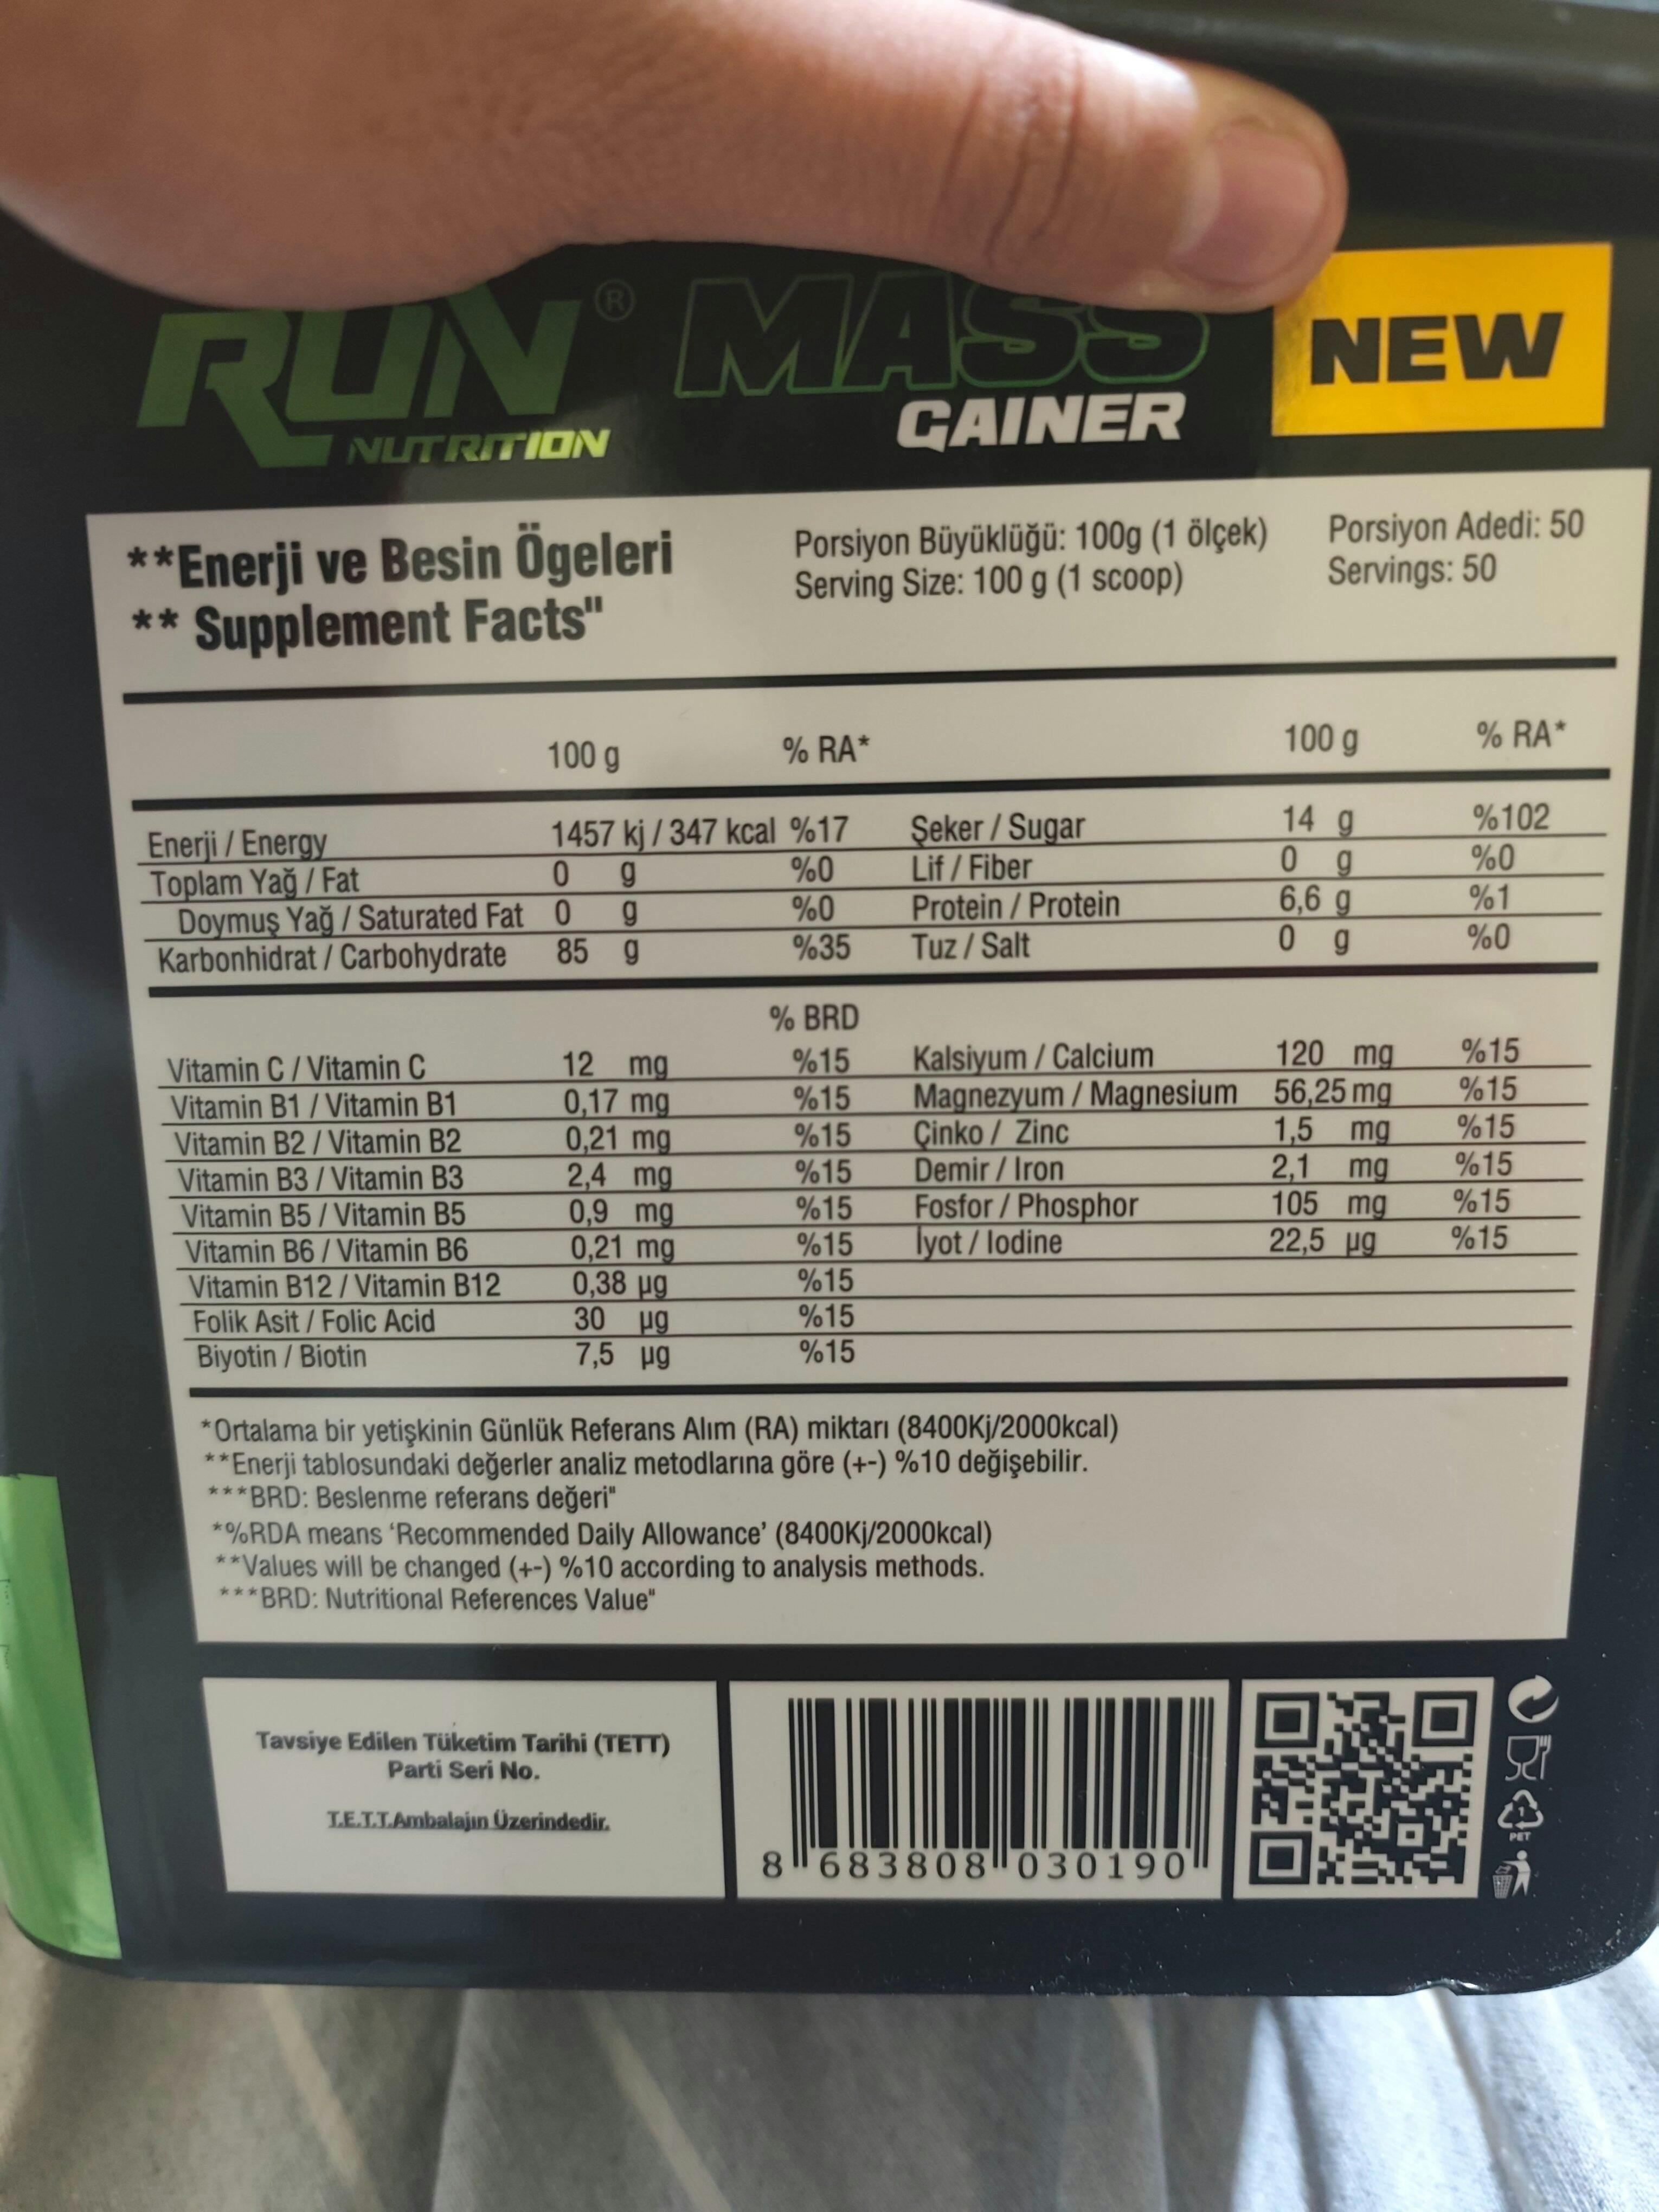 RUN® MASS NEW
NUTRITION GAINER
**Enerji ve Besin Ögeleri
** Supplement Facts"
Porsiyon Büyüklüğü: 100g (1 ölçek) Porsiyon Adedi: 50
Serving Size: 100 g (1 scoop) Servings: 50
100 g % RA* 100 g % RA*
Enerji / Energy 1457 kj / 347 kcal %17 Şeker / Sugar 14 g %102
Toplam Yağ / Fat 0 g %0 Lif / Fiber 0 g %0
Doymuş Yağ / Saturated Fat 0 g %0 Protein / Protein 6,6 g %1
Karbonhidrat / Carbohydrate 85 g %35 Tuz / Salt 0 g %0
% BRD
Vitamin C / Vitamin C 12 mg %15 Kalsiyum / Calcium 120 mg %15
Vitamin B1 / Vitamin B1 0,17 mg %15 Magnezyum / Magnesium 56,25 mg %15
Vitamin B2 / Vitamin B2 0,21 mg %15 Çinko / Zinc 1,5 mg %15
Vitamin B3 / Vitamin B3 2,4 mg %15 Demir / Iron 2,1 mg %15
Vitamin B5 / Vitamin B5 0,9 mg %15 Fosfor / Phosphor 105 mg %15
Vitamin B6 / Vitamin B6 0,21 mg %15 İyot / Iodine 22,5 µg %15
Vitamin B12 / Vitamin B12 0,38 µg %15
Folik Asit / Folic Acid 30 µg %15
Biyotin / Biotin 7,5 µg %15
*Ortalama bir yetişkinin Günlük Referans Alım (RA) miktarı (8400Kj/2000kcal)
**Enerji tablosundaki değerler analiz metodlarına göre (+-) %10 değişebilir.
***BRD: Beslenme referans değeri"
*%RDA means ‘Recommended Daily Allowance’ (8400Kj/2000kcal)
**Values will be changed (+-) %10 according to analysis methods.
***BRD: Nutritional References Value"
Tavsiye Edilen Tüketim Tarihi (TETT)
Parti Seri No.
T.E.T.T.Ambalajın Üzerindedir.
8 683808 030190
1
PET